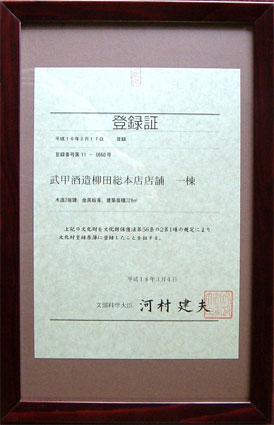 登録証
平成16年2月17日 登録
登録番号第11-0060号
武甲酒造柳田総本店店舗 一棟
木造2階建、金属板葺、建築面積328㎡
上記の文化財を文化財保護法第56条の2第1項の規定により
文化財登録原簿に登録したことを証する。
平成16年3月4日
文部科学大臣 河村建夫